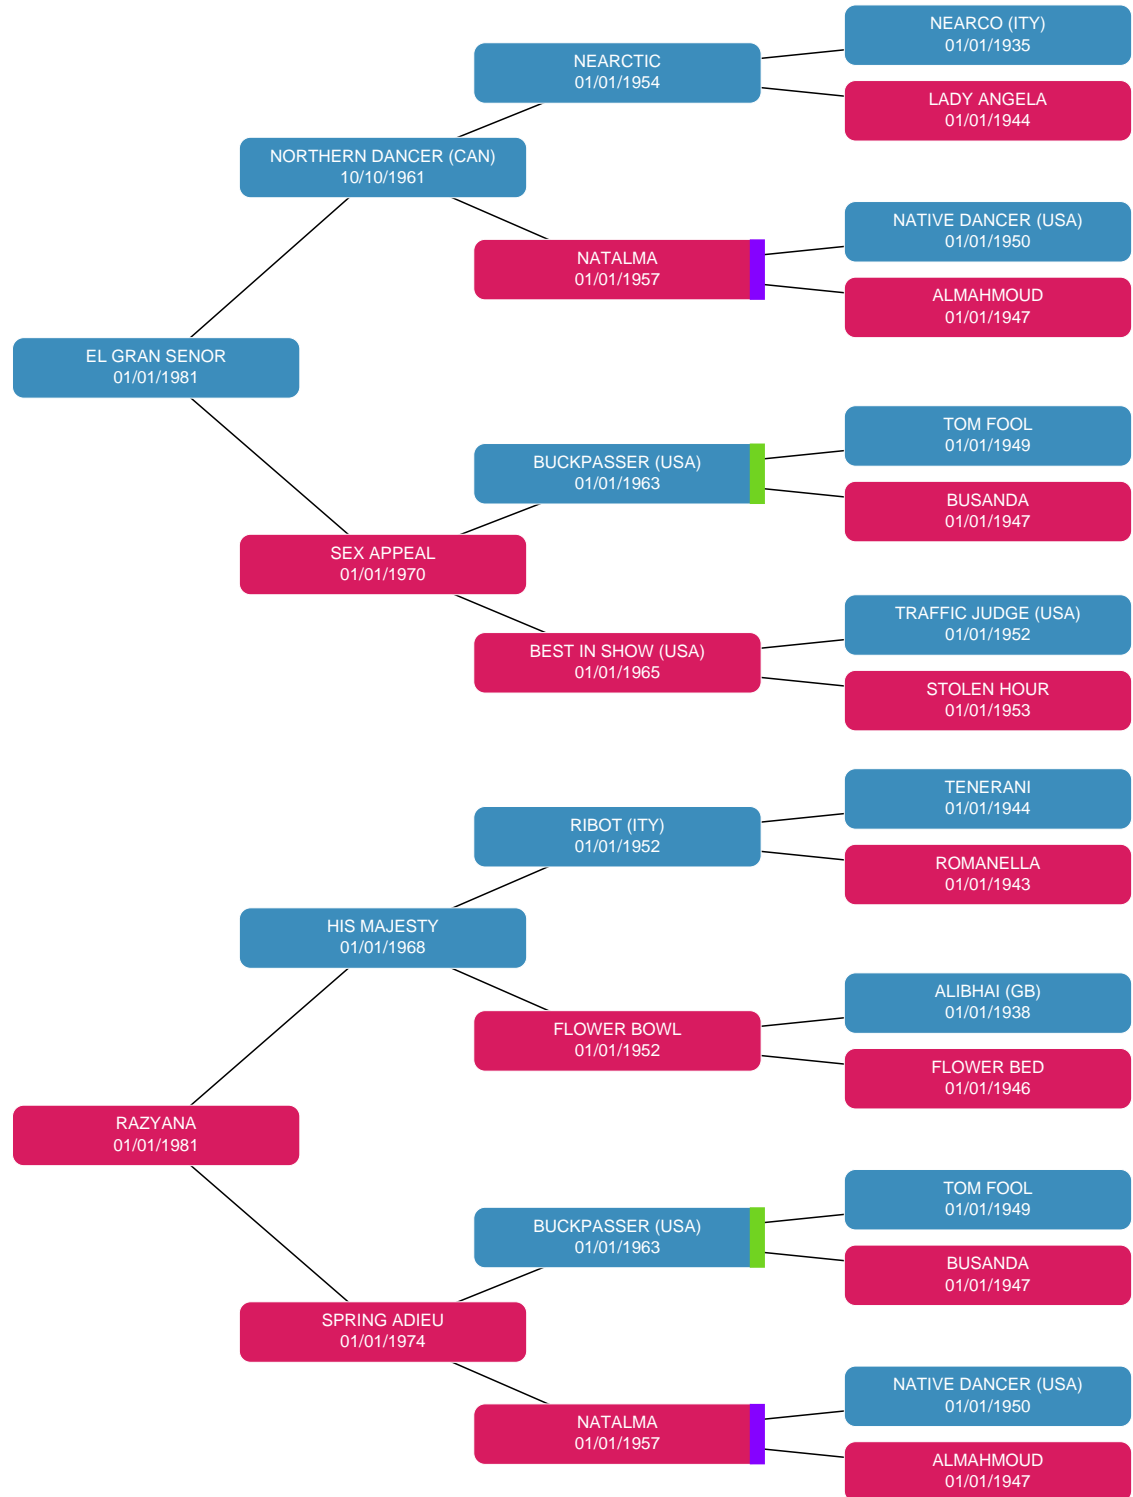 NEARCO (ITY)
01/01/1935
NEARCTIC
01/01/1954
LADY ANGELA
01/01/1944
NORTHERN DANCER (CAN)
10/10/1961
NATIVE DANCER (USA)
01/01/1950
NATALMA
01/01/1957
ALMAHMOUD
01/01/1947
EL GRAN SENOR
01/01/1981
TOM FOOL
01/01/1949
BUCKPASSER (USA)
01/01/1963
BUSANDA
01/01/1947
SEX APPEAL
01/01/1970
TRAFFIC JUDGE (USA)
01/01/1952
BEST IN SHOW (USA)
01/01/1965
STOLEN HOUR
01/01/1953
TENERANI
01/01/1944
RIBOT (ITY)
01/01/1952
ROMANELLA
01/01/1943
HIS MAJESTY
01/01/1968
ALIBHAI (GB)
01/01/1938
FLOWER BOWL
01/01/1952
FLOWER BED
01/01/1946
RAZYANA
01/01/1981
TOM FOOL
01/01/1949
BUCKPASSER (USA)
01/01/1963
BUSANDA
01/01/1947
SPRING ADIEU
01/01/1974
NATIVE DANCER (USA)
01/01/1950
NATALMA
01/01/1957
ALMAHMOUD
01/01/1947